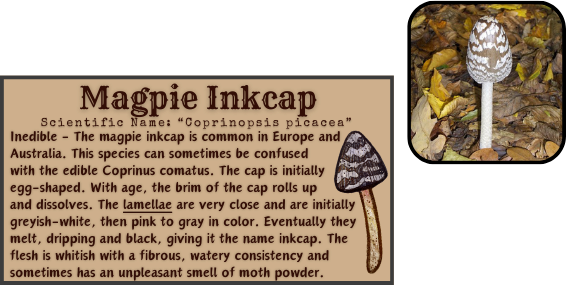 Magpie Inkcap
Scientific Name: "Coprinopsis picacea"
Inedible - The magpie inkcap is common in Europe and
Australia. This species can sometimes be confused
with the edible Coprinus comatus. The cap is initially
egg-shaped. With age, the brim of the cap rolls up
and dissolves. The lamellae are very close and are initially
greyish-white, then pink to gray in color. Eventually they
melt, dripping and black, giving it the name inkcap. The
flesh is whitish with a fibrous, watery consistency and
sometimes has an unpleasant smell of moth powder.